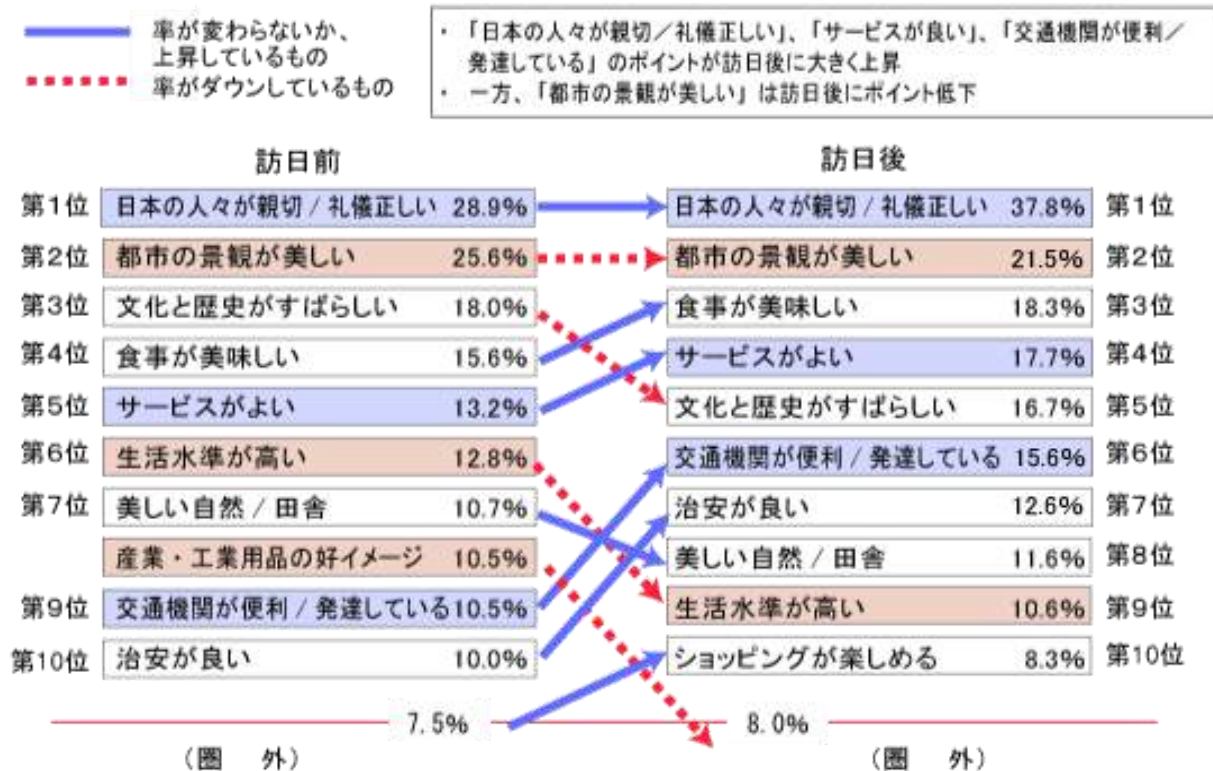 率が変わらないか、
上昇しているもの
率がダウンしているもの
・ 「日本の人々が親切／礼儀正しい」、「サービスが良い」、「交通機関が便利／
発達している」のポイントが訪日後に大きく上昇
・ 一方、「都市の景観が美しい」は訪日後にポイント低下
訪日前
第1位 日本の人々が親切 / 礼儀正しい 28.9%
第2位 都市の景観が美しい 25.6%
第3位 文化と歴史がすばらしい 18.0%
第4位 食事が美味しい 15.6%
第5位 サービスがよい 13.2%
第6位 生活水準が高い 12.8%
第7位 美しい自然 / 田舎 10.7%
産業・工業用品の好イメージ 10.5%
第9位 交通機関が便利 / 発達している 10.5%
第10位 治安が良い 10.0%
7.5%
（圏 外）
訪日後
日本の人々が親切 / 礼儀正しい 37.8% 第1位
都市の景観が美しい 21.5% 第2位
食事が美味しい 18.3% 第3位
サービスがよい 17.7% 第4位
文化と歴史がすばらしい 16.7% 第5位
交通機関が便利 / 発達している 15.6% 第6位
治安が良い 12.6% 第7位
美しい自然 / 田舎 11.6% 第8位
生活水準が高い 10.6% 第9位
ショッピングが楽しめる 8.3% 第10位
8.0%
（圏 外）